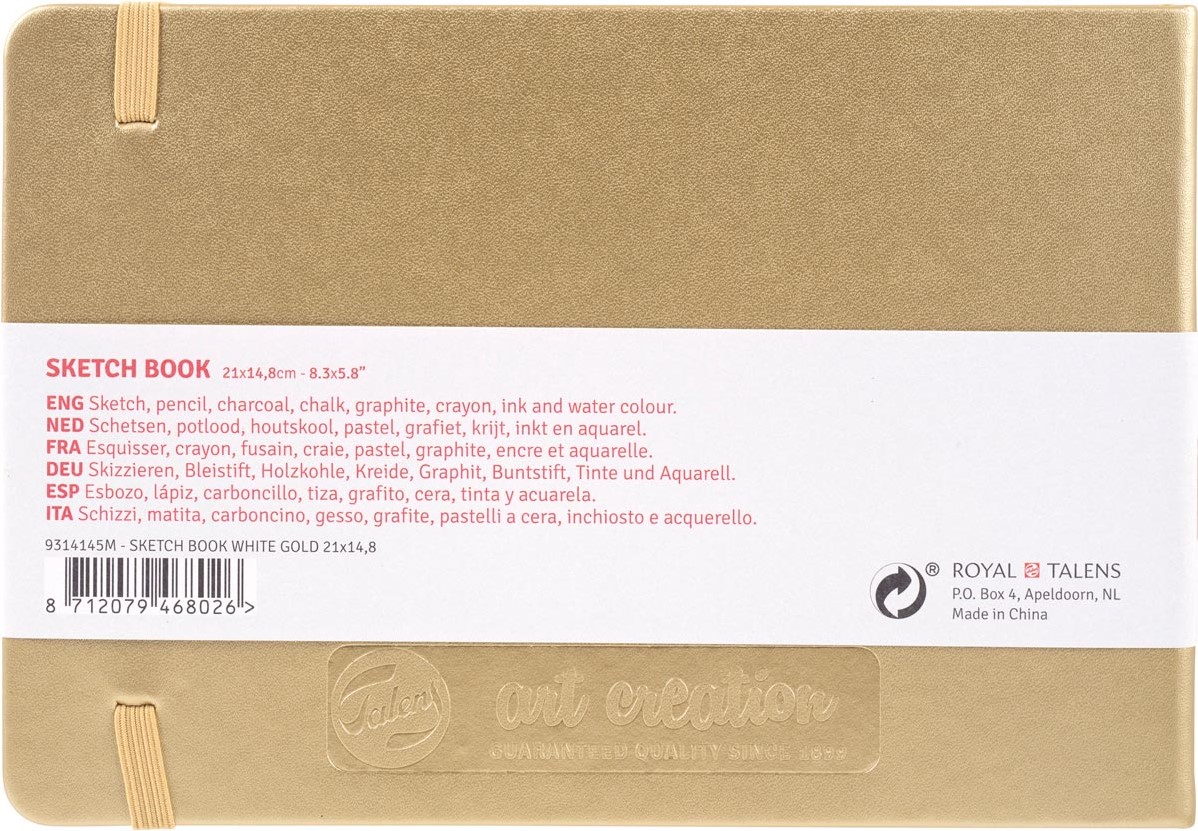 SKETCH BOOK 21x14,8cm - 8.3x5.8”
ENG Sketch, pencil, charcoal, chalk, graphite, crayon, ink and water colour.
NED Schetsen, potlood, houtskool, pastel, grafiet, krijt, inkt en aquarel.
FRA Esquisser, crayon, fusain, craie, pastel, graphite, encre et aquarelle.
DEU Skizzieren, Bleistift, Holzkohle, Kreide, Graphit, Buntstift, Tinte und Aquarell.
ESP Esbozo, lápiz, carboncillo, tiza, grafito, cera, tinta y acuarela.
ITA Schizzi, matita, carboncino, gesso, grafite, pastelli a cera, inchiosto e acquerello.
9314145M - SKETCH BOOK WHITE GOLD 21x14,8
8 712079 468026 >
® ROYAL TALENS
P.O. Box 4, Apeldoorn, NL
Made in China
Talens art creation
GUARANTEED QUALITY SINCE 1899